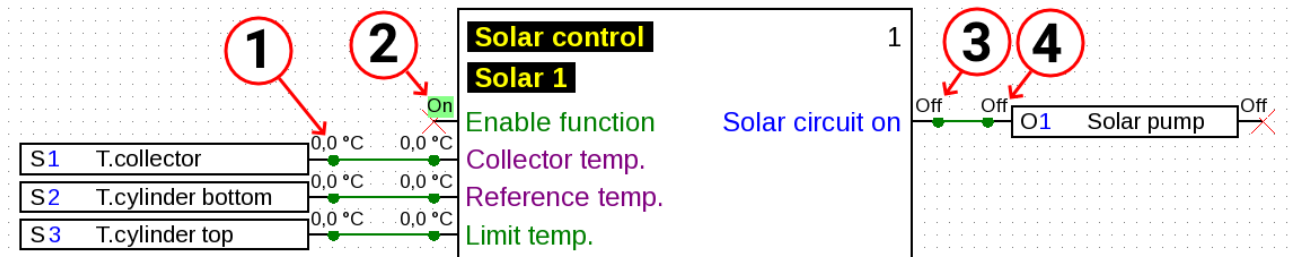 1 2 3 4
Solar control 1
Solar 1
On Off Off Off
Enable function Solar circuit on O1 Solar pump
0,0 °C 0,0 °C
S1 T.collector Collector temp.
0,0 °C 0,0 °C
S2 T.cylinder bottom Reference temp.
0,0 °C 0,0 °C
S3 T.cylinder top Limit temp.